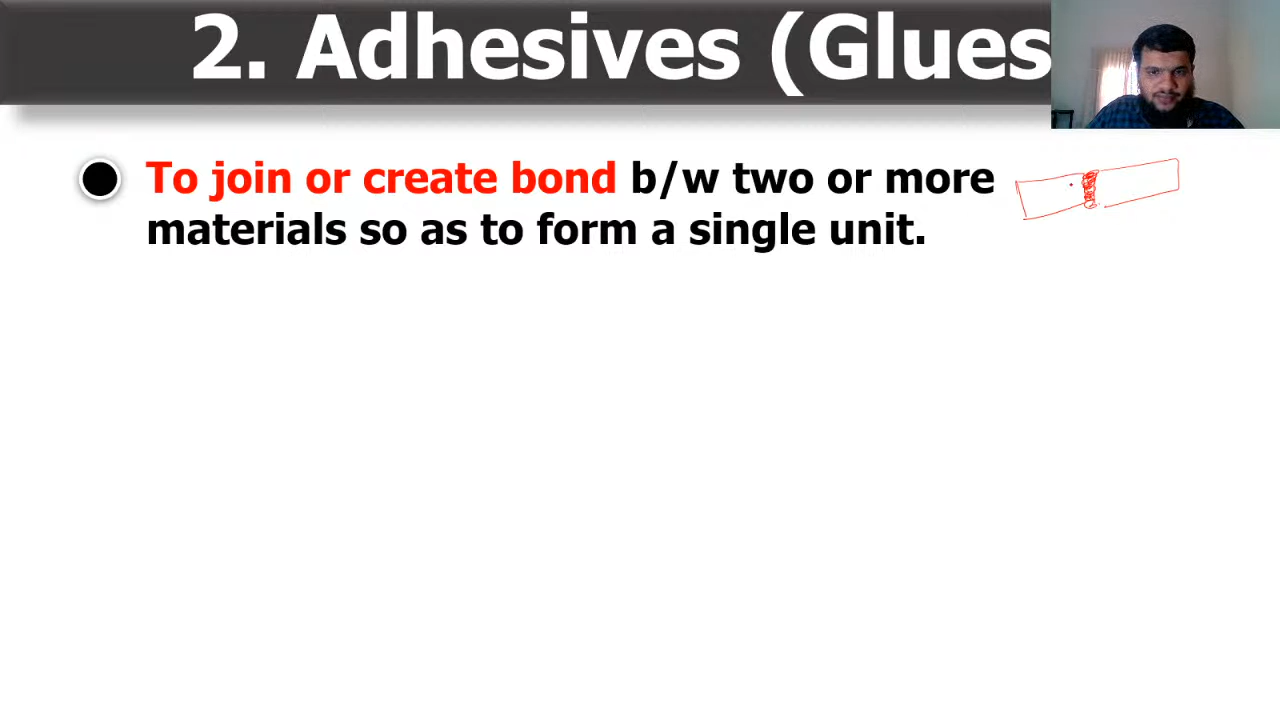 2. Adhesives (Glues
To join or create bond b/w two or more
materials so as to form a single unit.